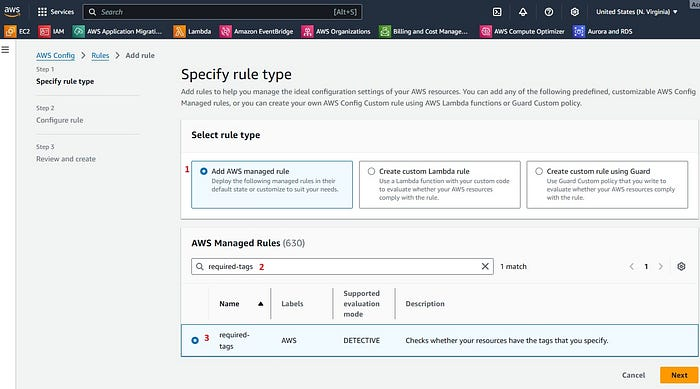 aws
Services
Search
[Alt+S]
United States (N. Virginia)
EC2
IAM
AWS Application Migrati...
Lambda
Amazon EventBridge
AWS Organizations
Billing and Cost Manage...
AWS Compute Optimizer
Aurora and RDS
AWS Config
Rules
Add rule
Step 1
Specify rule type
Step 2
Configure rule
Step 3
Review and create
Specify rule type
Add rules to help you manage the ideal configuration settings of your AWS resources. You can add any of the following predefined, customizable AWS Config
Managed rules, or you can create your own AWS Config Custom rule using AWS Lambda functions or Guard Custom policy.
Select rule type
1
Add AWS managed rule
Deploy the following managed rules in their
default state or customize to suit your needs.
Create custom Lambda rule
Use a Lambda function with your custom code
to evaluate whether your AWS resources
comply with the rule.
Create custom rule using Guard
Use Guard Custom policy that you write to
evaluate whether your AWS resources comply
with the rule.
AWS Managed Rules (630)
required-tags 2
1 match
1
Name
Labels
Supported
evaluation
mode
Description
3
required-
tags
AWS
DETECTIVE
Checks whether your resources have the tags that you specify.
Cancel
Next